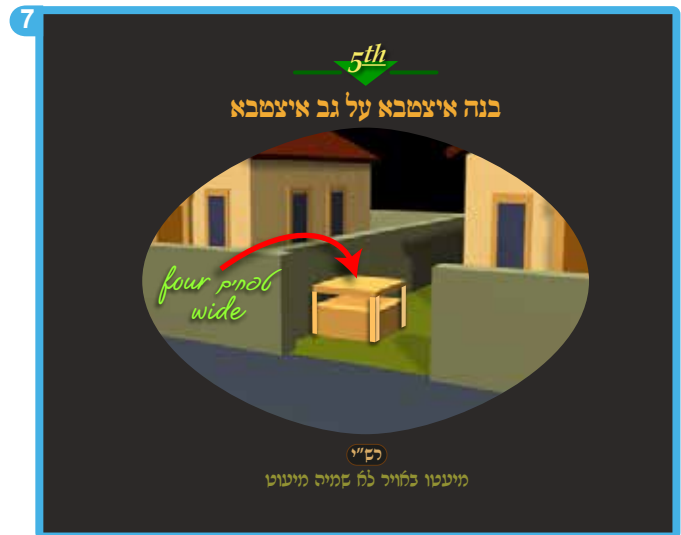 7
5th
בנה איצטבא על גב איצטבא
four טפחים
wide
רש"י
מיעטו באויר לא שמיה מיעוט